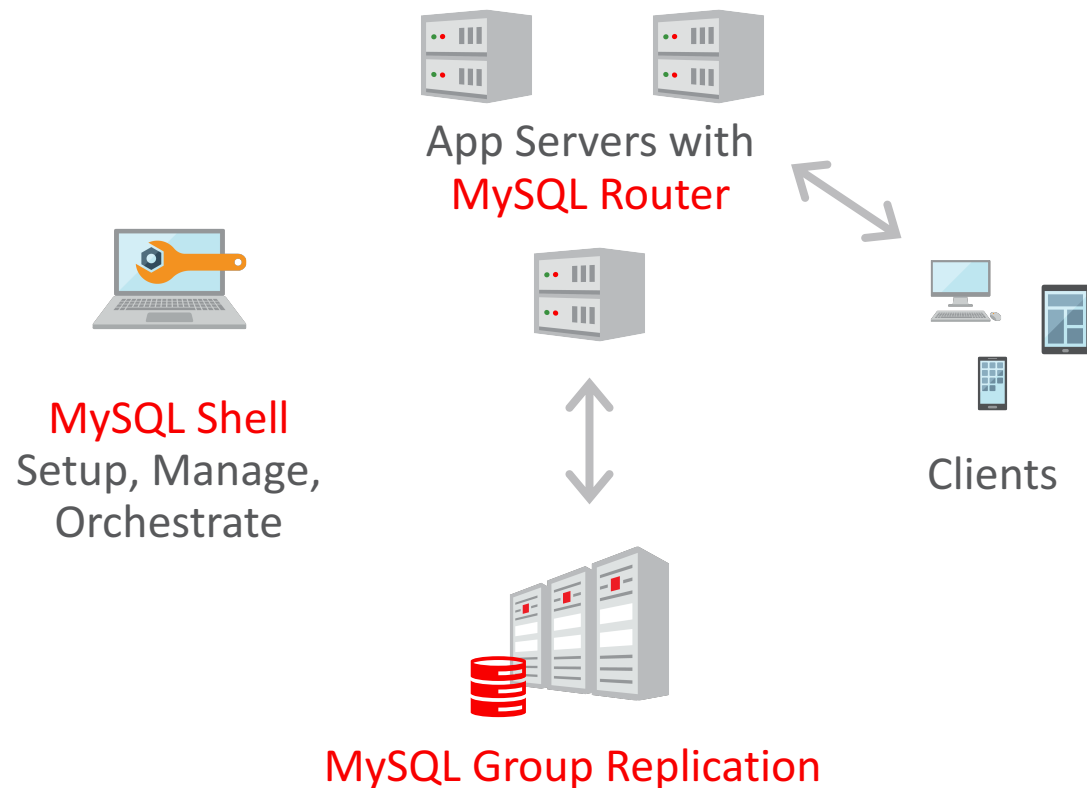 App Servers with
MySQL Router
MySQL Shell
Setup, Manage,
Orchestrate
Clients
MySQL Group Replication